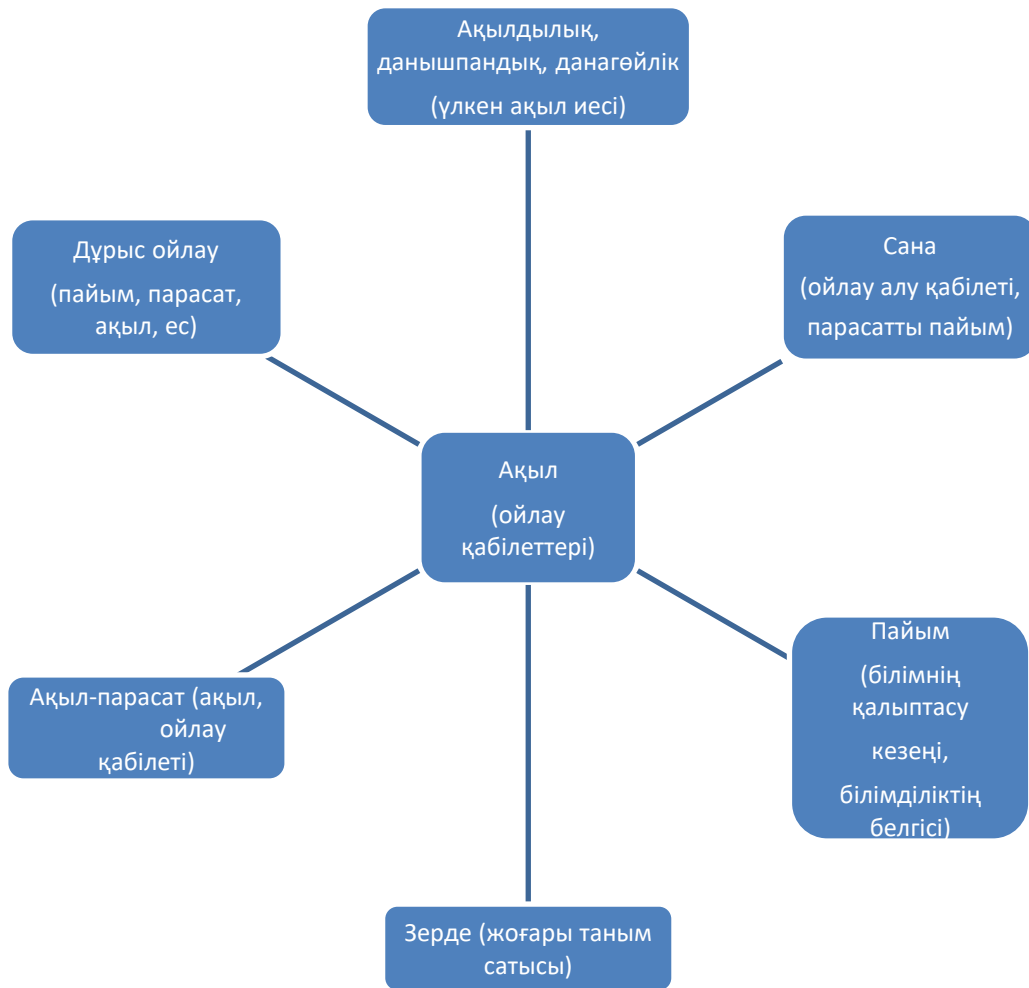 Ақылдылық,
данышпандық, данагөйлік
(үлкен ақыл иесі)
Дұрыс ойлау
(пайым, парасат,
ақыл, ес)
Сана
(ойлау алу қабілеті,
парасатты пайым)
Ақыл
(ойлау
қабілеттері)
Ақыл-парасат (ақыл,
ойлау
қабілеті)
Пайым
(білімнің
қалыптасу
кезеңі,
білімділіктің
белгісі)
Зерде (жоғары таным
сатысы)